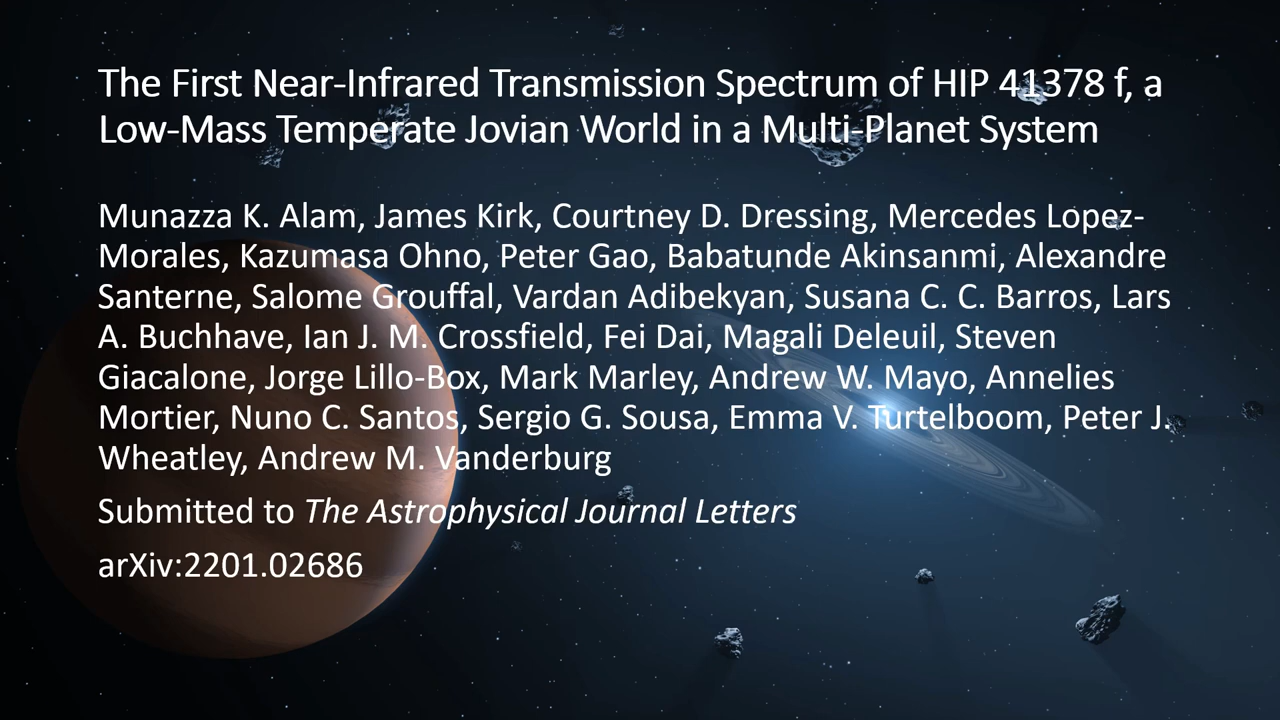 The First Near-Infrared Transmission Spectrum of HIP 41378 f, a
Low-Mass Temperate Jovian World in a Multi-Planet System
Munazza K. Alam, James Kirk, Courtney D. Dressing, Mercedes Lopez-
Morales, Kazumasa Ohno, Peter Gao, Babatunde Akinsanmi, Alexandre
Santerne, Salome Grouffal, Vardan Adibekyan, Susana C. C. Barros, Lars
A. Buchhave, Ian J. M. Crossfield, Fei Dai, Magali Deleuil, Steven
Giacalone, Jorge Lillo-Box, Mark Marley, Andrew W. Mayo, Annelies
Mortier, Nuno C. Santos, Sergio G. Sousa, Emma V. Turtelboom, Peter J.
Wheatley, Andrew M. Vanderburg
Submitted to The Astrophysical Journal Letters
arXiv:2201.02686